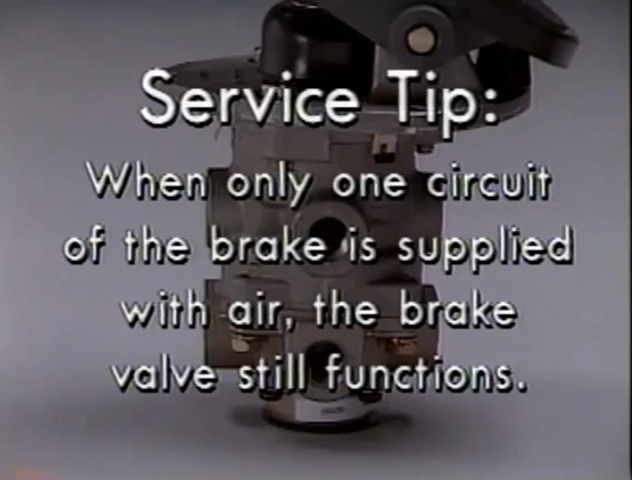 Service Tip:
When only one circuit
of the brake is supplied
with air, the brake
valve still functions.